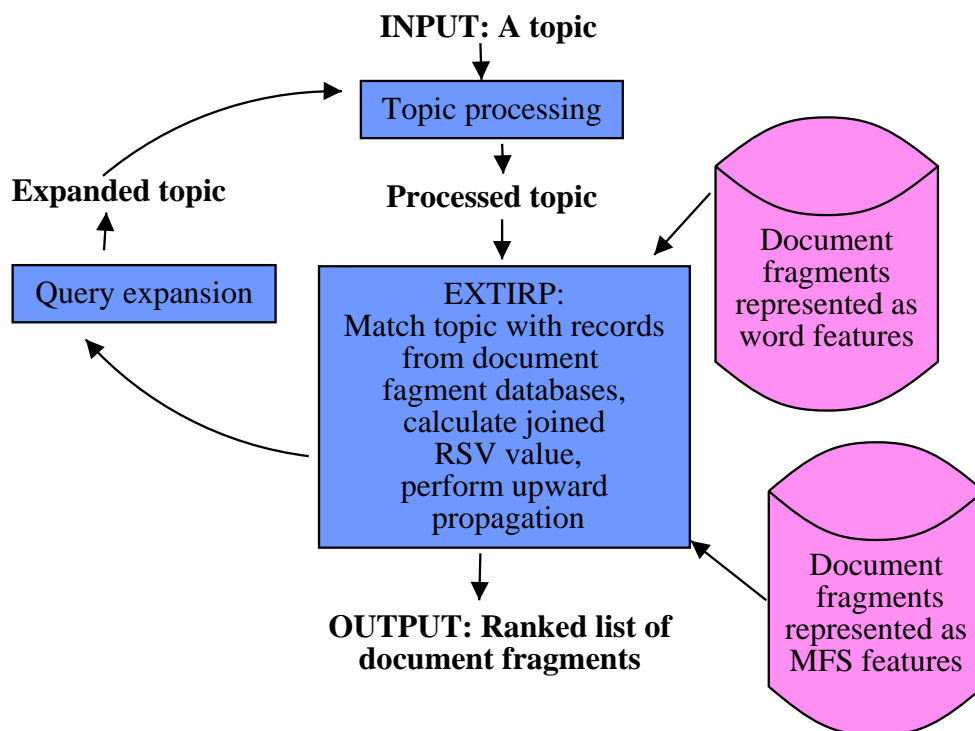 INPUT: A topic
Topic processing
Expanded topic
Processed topic
Query expansion
EXTIRP:
Match topic with records
from document
fagment databases,
calculate joined
RSV value,
perform upward
propagation
Document
fragments
represented as
word features
Document
fragments
represented as
MFS features
OUTPUT: Ranked list of
document fragments